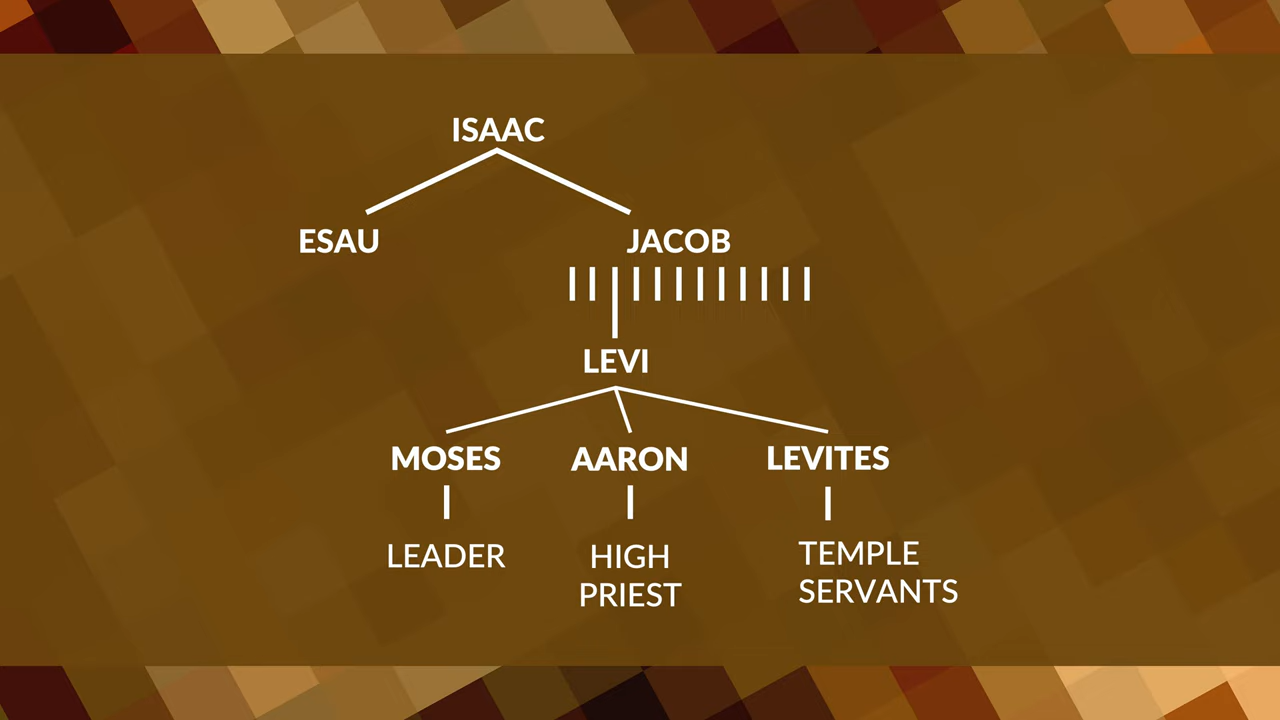 ISAAC
ESAU
JACOB
LEVI
MOSES
AARON
LEVITES
LEADER
HIGH
PRIEST
TEMPLE
SERVANTS